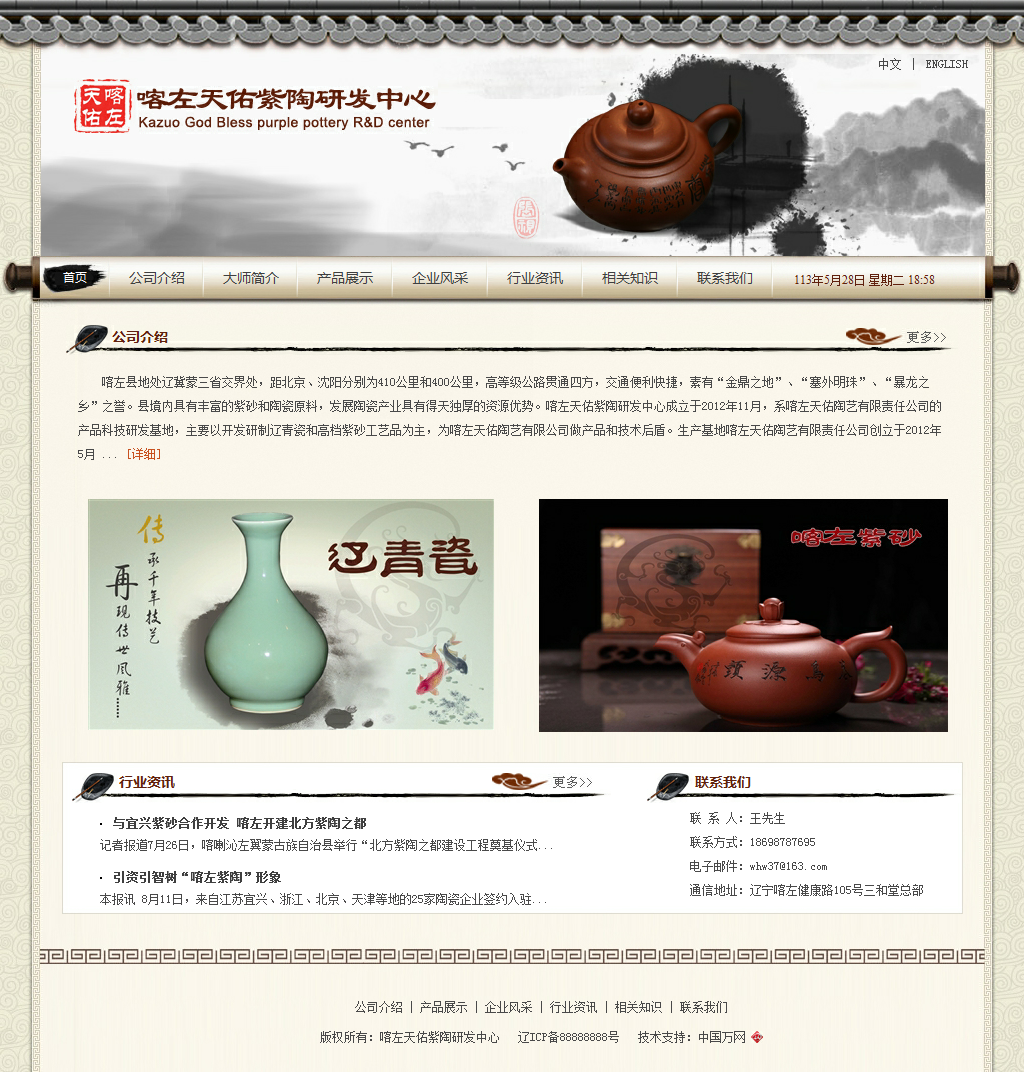 中文 | ENGLISH
天佑 喀左
喀左天佑紫陶研发中心
Kazuo God Bless purple pottery R&D center
首页 公司介绍 大师简介 产品展示 企业风采 行业资讯 相关知识 联系我们 113年5月28日 星期二 18:58
公司介绍 更多>>
喀左县地处辽冀蒙三省交界处，距北京、沈阳分别为410公里和400公里，高等级公路贯通四方，交通便利快捷，素有“金鼎之地”、“塞外明珠”、“暴龙之
乡”之誉。县境内具有丰富的紫砂和陶瓷原料，发展陶瓷产业具有得天独厚的资源优势。喀左天佑紫陶研发中心成立于2012年11月，系喀左天佑陶艺有限责任公司的
产品科技研发基地，主要以开发研制辽青瓷和高档紫砂工艺品为主，为喀左天佑陶艺有限公司做产品和技术后盾。生产基地喀左天佑陶艺有限责任公司创立于2012年
5月 ... [详细]
传
承千年技艺
再现传世风雅……
辽青瓷
喀左紫砂
行业资讯 更多>>
· 与宜兴紫砂合作开发 喀左开建北方紫陶之都
记者报道7月26日，喀喇沁左翼蒙古族自治县举行“北方紫陶之都建设工程奠基仪式...
· 引资引智树“喀左紫陶”形象
本报讯 8月11日，来自江苏宜兴、浙江、北京、天津等地的25家陶瓷企业签约入驻...
联系我们
联 系 人：王先生
联系方式：18698787695
电子邮件：whw37@163.com
通信地址：辽宁喀左健康路105号三和堂总部
公司介绍 | 产品展示 | 企业风采 | 行业资讯 | 相关知识 | 联系我们
版权所有：喀左天佑紫陶研发中心 辽ICP备88888888号 技术支持：中国万网